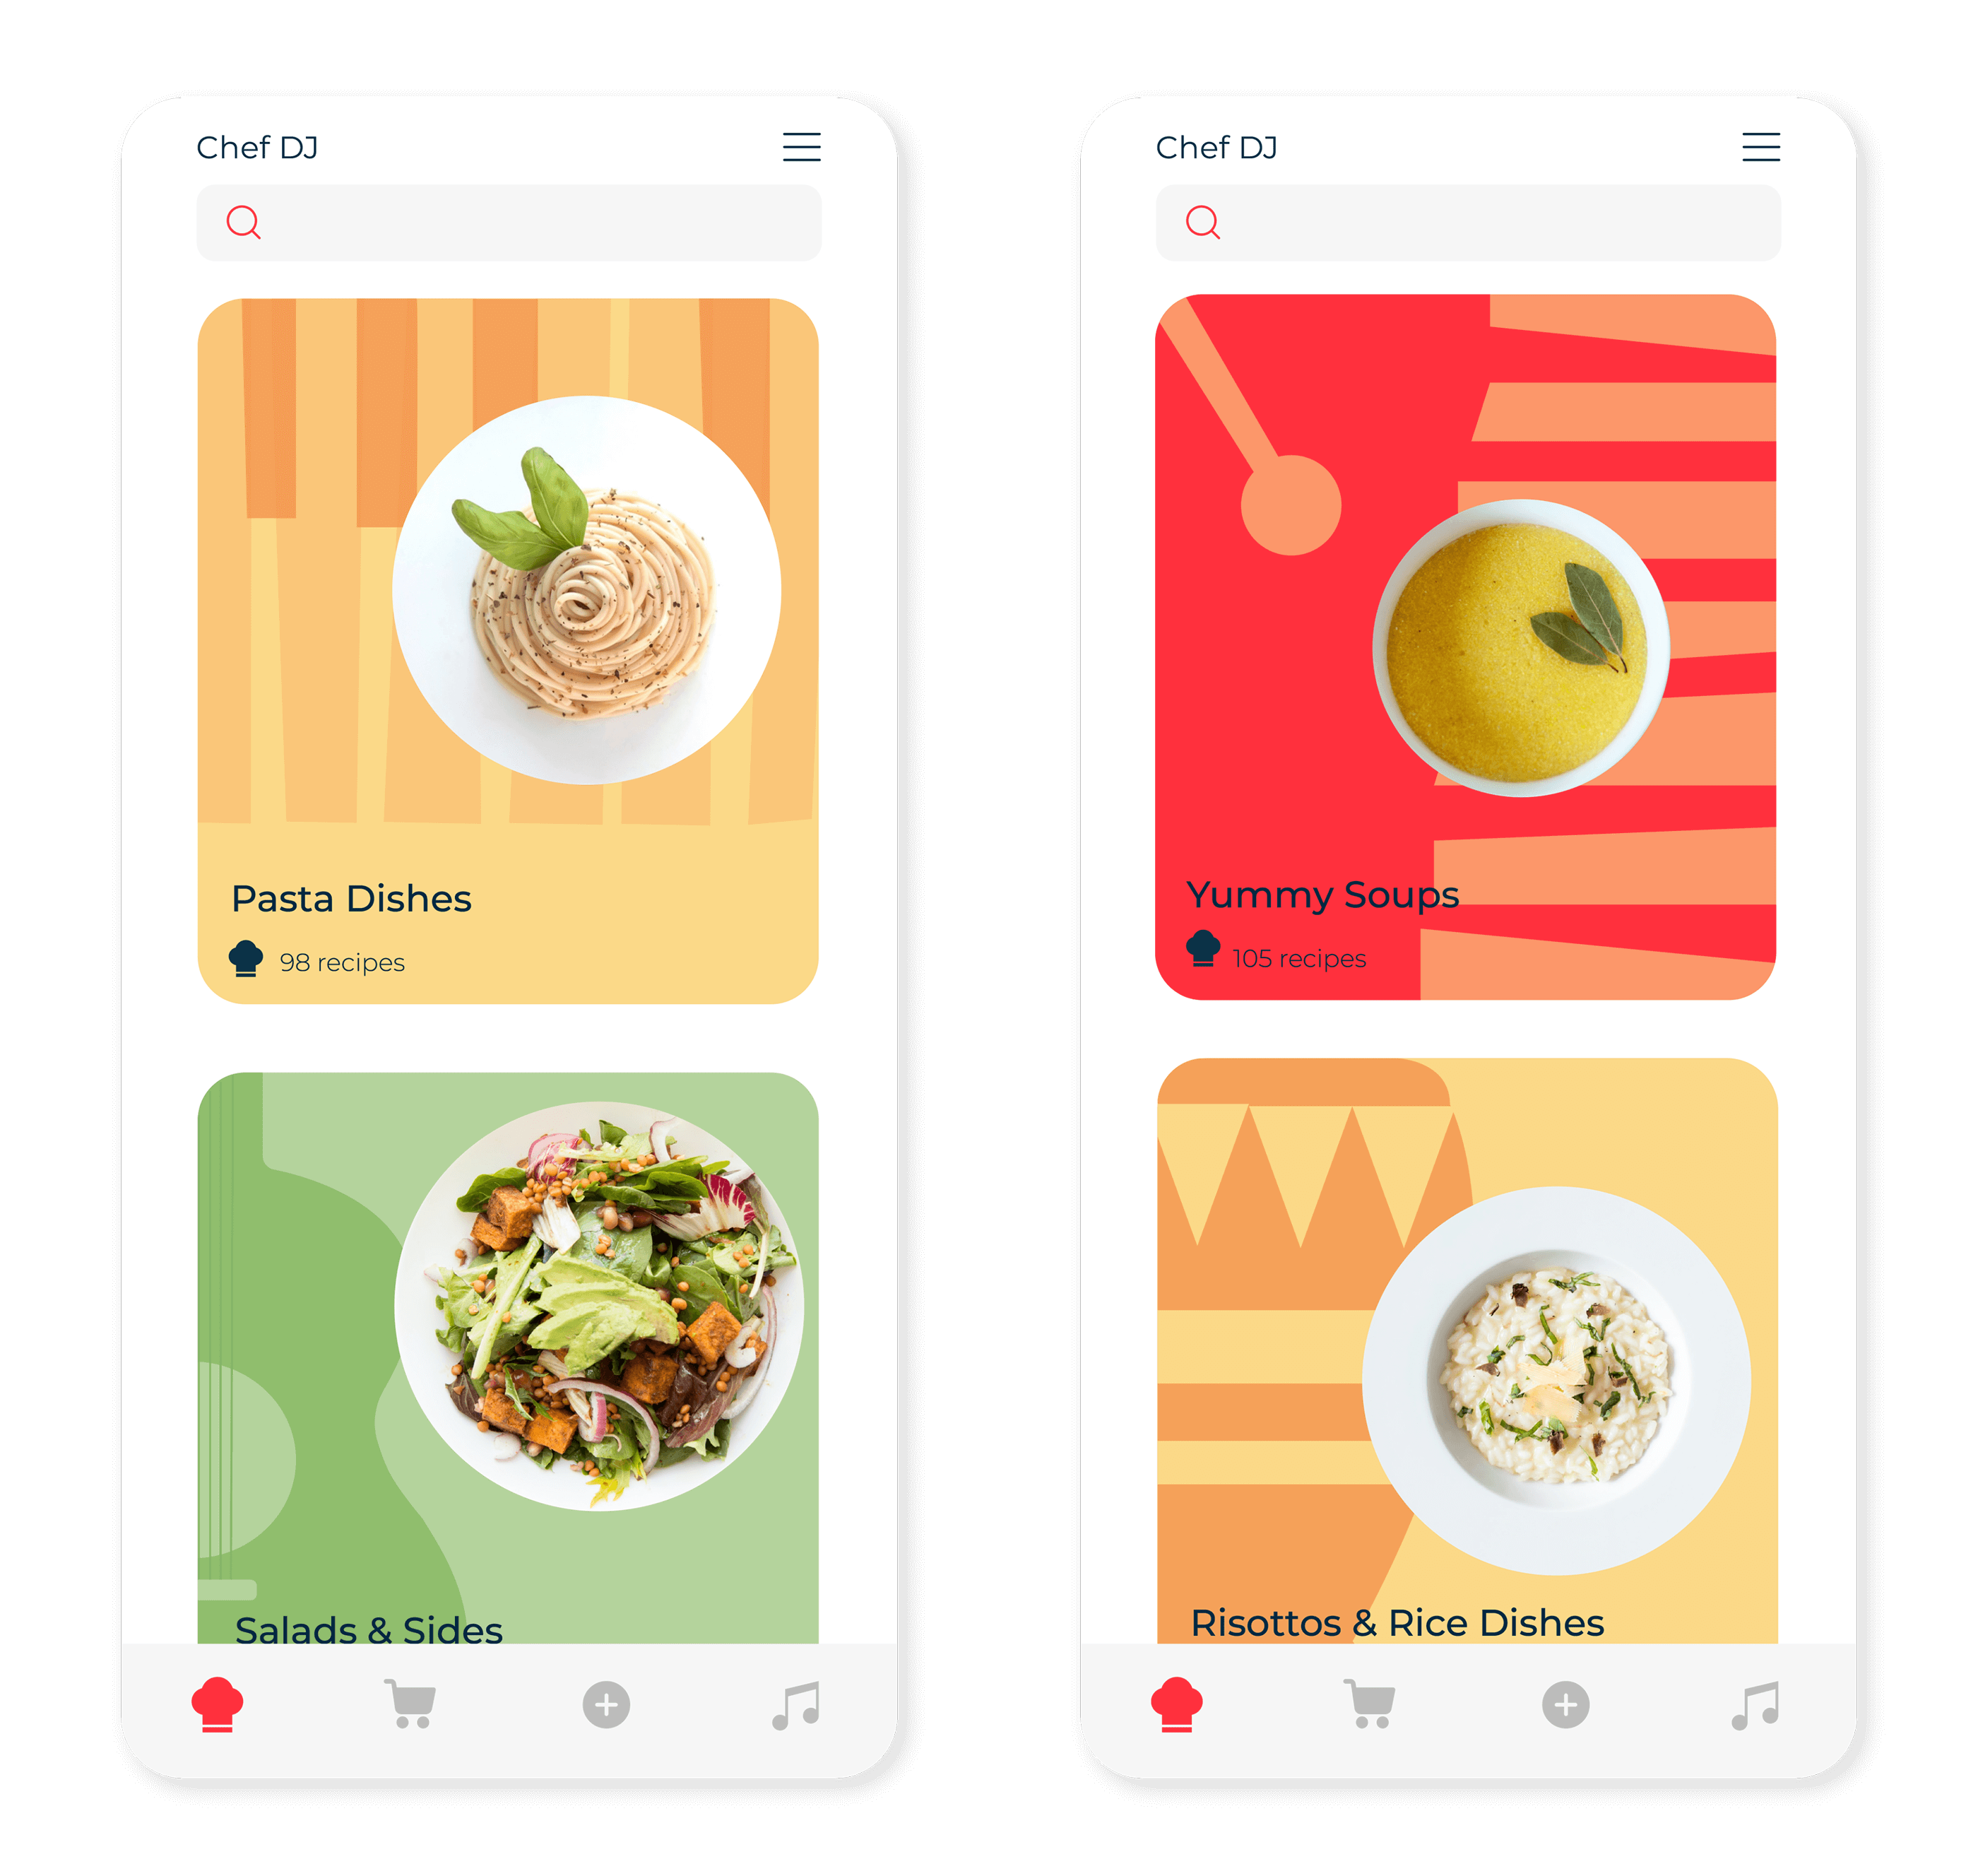 Chef DJ
Pasta Dishes
98 recipes
Salads & Sides
Chef DJ
Yummy Soups
105 recipes
Risottos & Rice Dishes